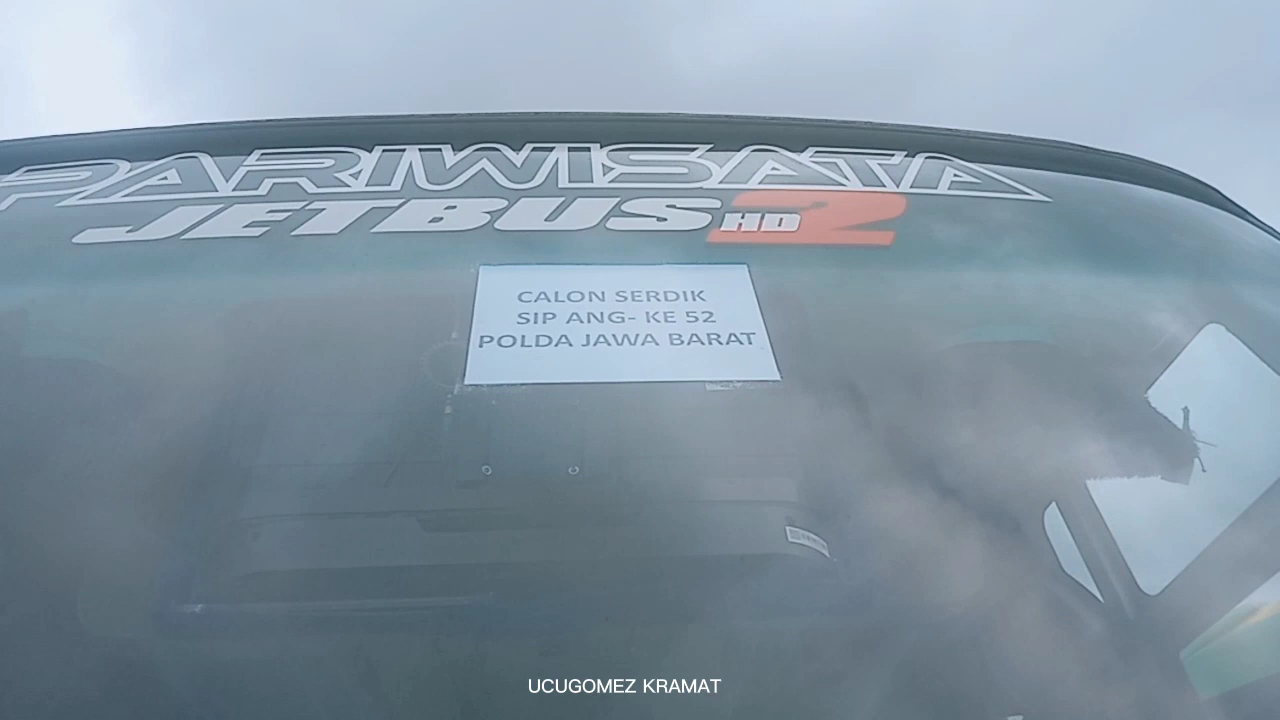 PARIWISATA
JETBUS HD 2
CALON SERDIK
SIP ANG- KE 52
POLDA JAWA BARAT
UCUGOMEZ KRAMAT